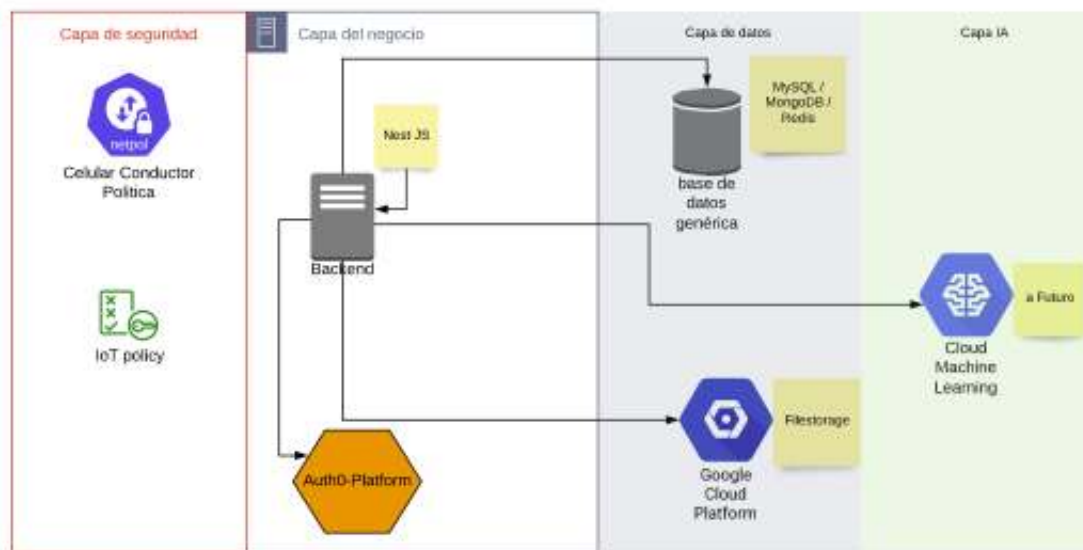 Capa de seguridad
Capa del negocio
Capa de datos
Capa IA
netpol
Celular Conductor
Política
IoT policy
Nest JS
Backend
Auth0-Platform
MySQL /
MongoDB /
Redis
base de
datos
genérica
Filestorage
Google
Cloud
Platform
a Futuro
Cloud
Machine
Learning